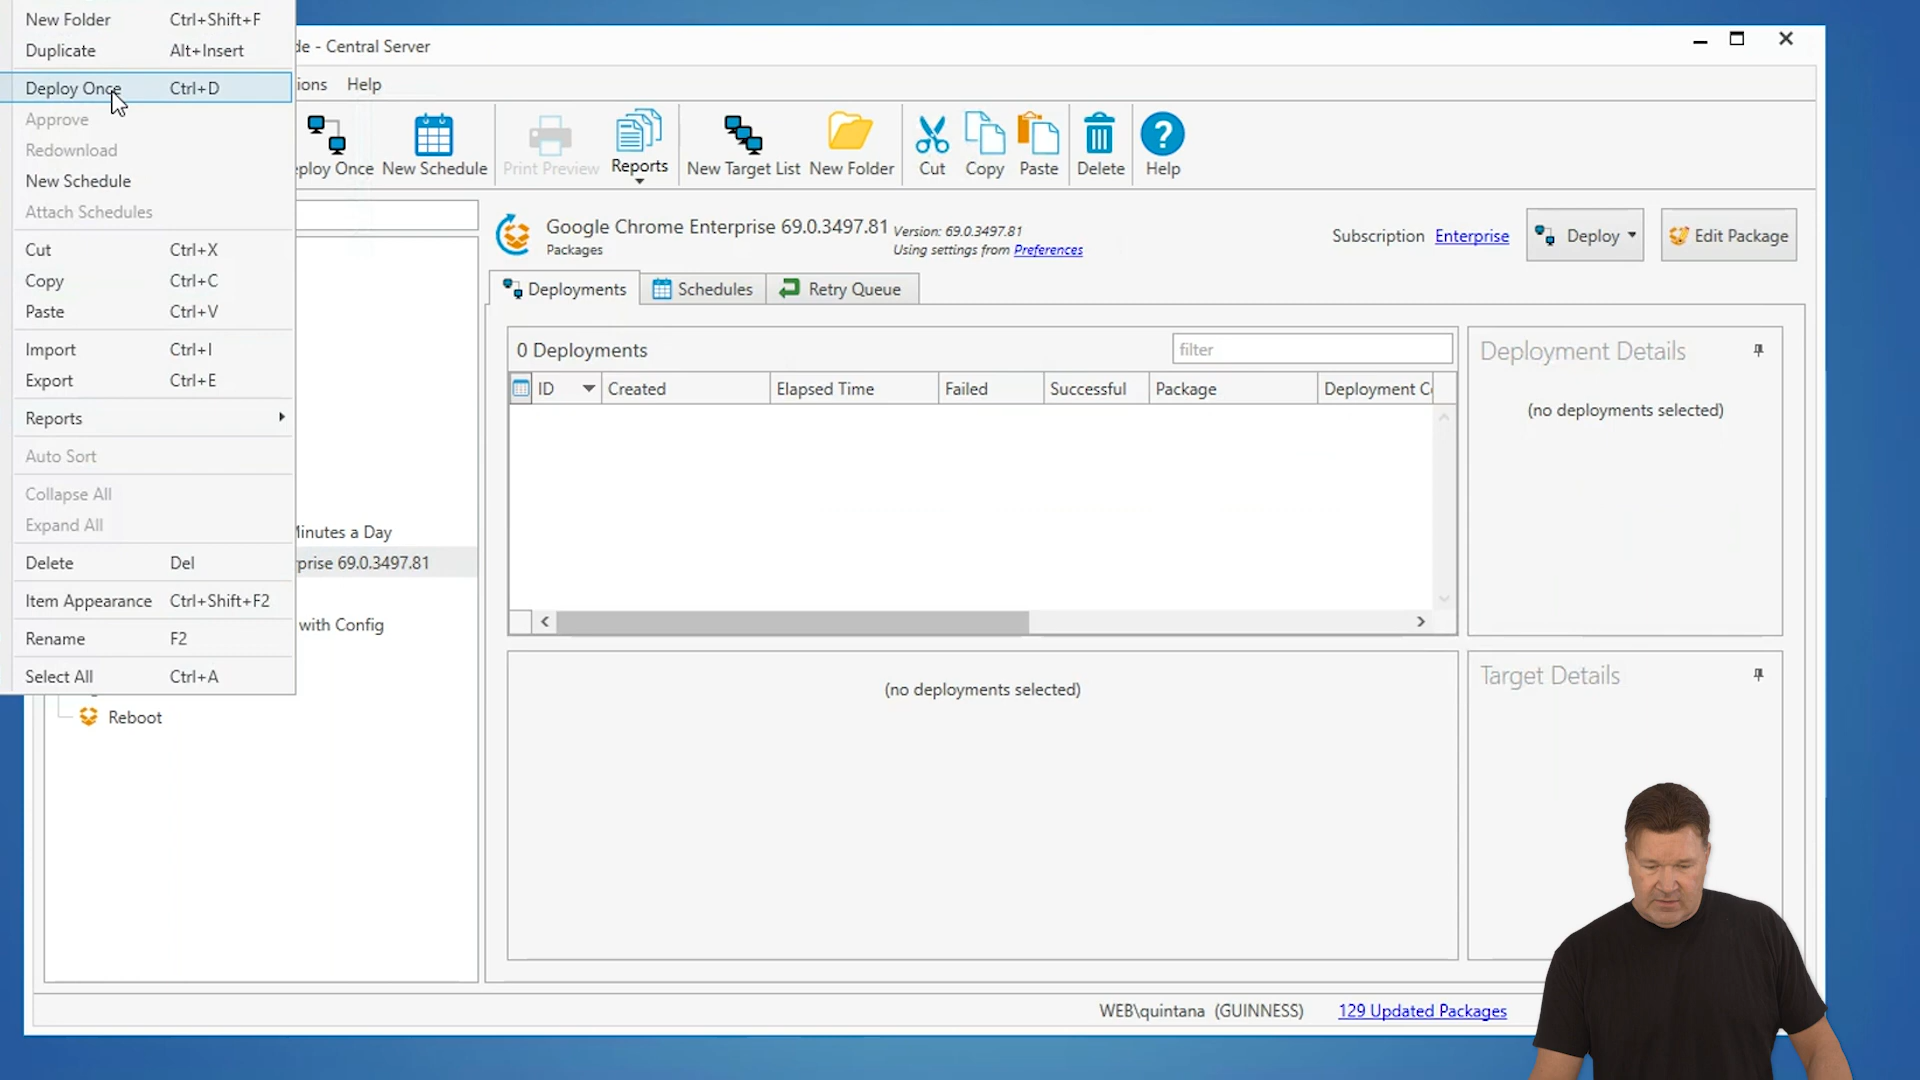 New Folder Ctrl+Shift+F
Duplicate Alt+Insert
Deploy Once Ctrl+D
Approve
Redownload
New Schedule
Attach Schedules
Cut Ctrl+X
Copy Ctrl+C
Paste Ctrl+V
Import Ctrl+I
Export Ctrl+E
Reports
Auto Sort
Collapse All
Expand All
Delete Del
Item Appearance Ctrl+Shift+F2
Rename F2
Select All Ctrl+A
de - Central Server
ions Help
eploy Once New Schedule Print Preview Reports New Target List New Folder Cut Copy Paste Delete Help
Minutes a Day
rprise 69.0.3497.81
with Config
Reboot
Google Chrome Enterprise 69.0.3497.81 Version: 69.0.3497.81
Packages Using settings from Preferences
Subscription Enterprise Deploy Edit Package
Deployments Schedules Retry Queue
0 Deployments filter
ID Created Elapsed Time Failed Successful Package Deployment C
(no deployments selected)
Deployment Details
(no deployments selected)
Target Details
WEB\quintana (GUINNESS) 129 Updated Packages